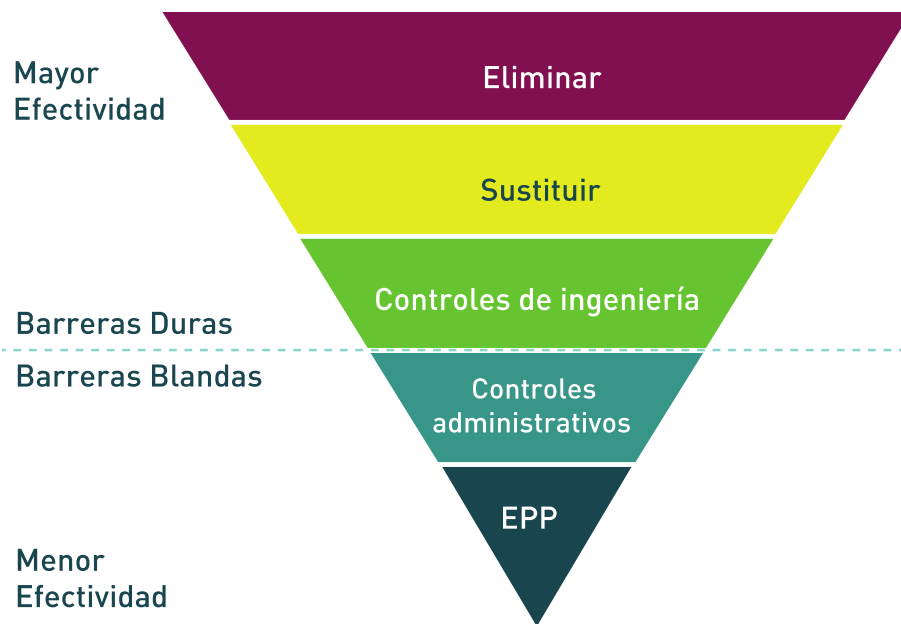 Mayor
Efectividad
Eliminar
Sustituir
Controles de ingeniería
Barreras Duras
Barreras Blandas
Controles
administrativos
EPP
Menor
Efectividad